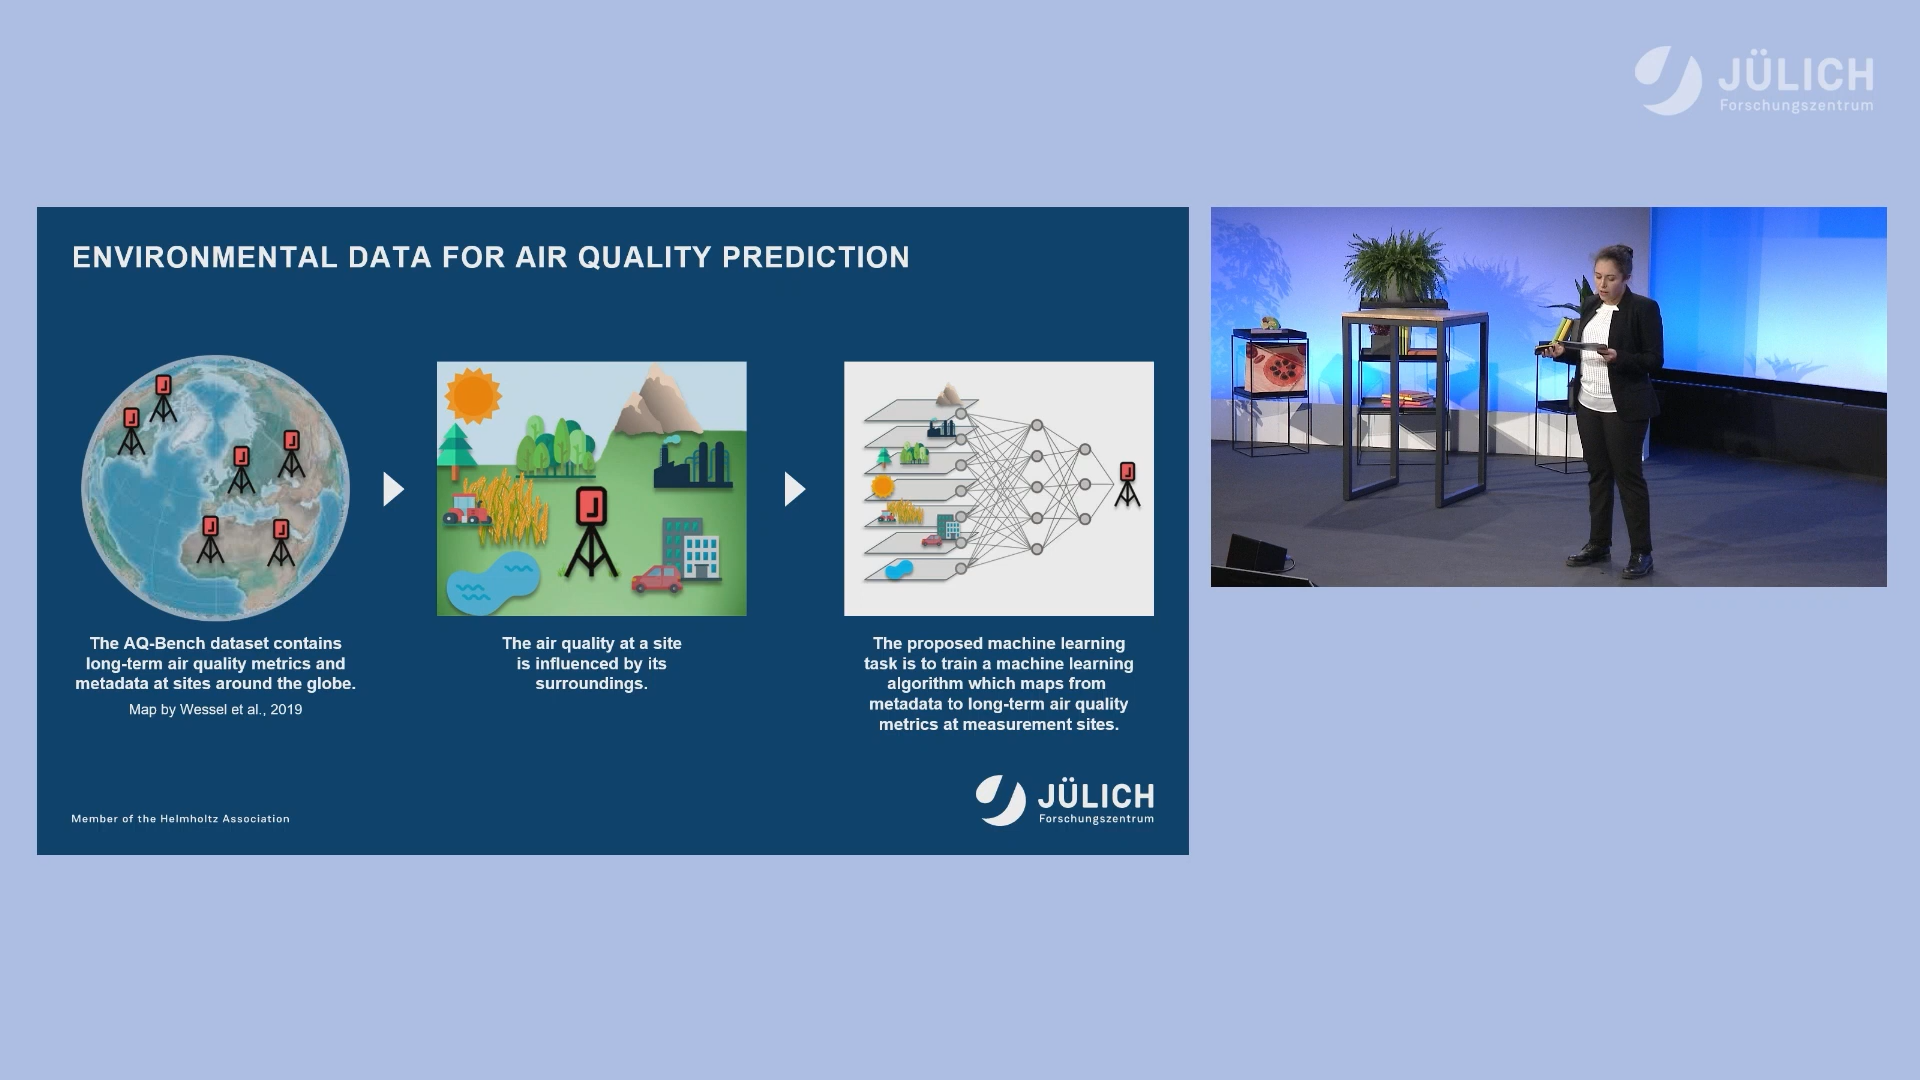 JÜLICH
Forschungszentrum
ENVIRONMENTAL DATA FOR AIR QUALITY PREDICTION
The AQ-Bench dataset contains
long-term air quality metrics and
metadata at sites around the globe.
Map by Wessel et al., 2019
The air quality at a site
is influenced by its
surroundings.
The proposed machine learning
task is to train a machine learning
algorithm which maps from
metadata to long-term air quality
metrics at measurement sites.
Member of the Helmholtz Association
JÜLICH
Forschungszentrum